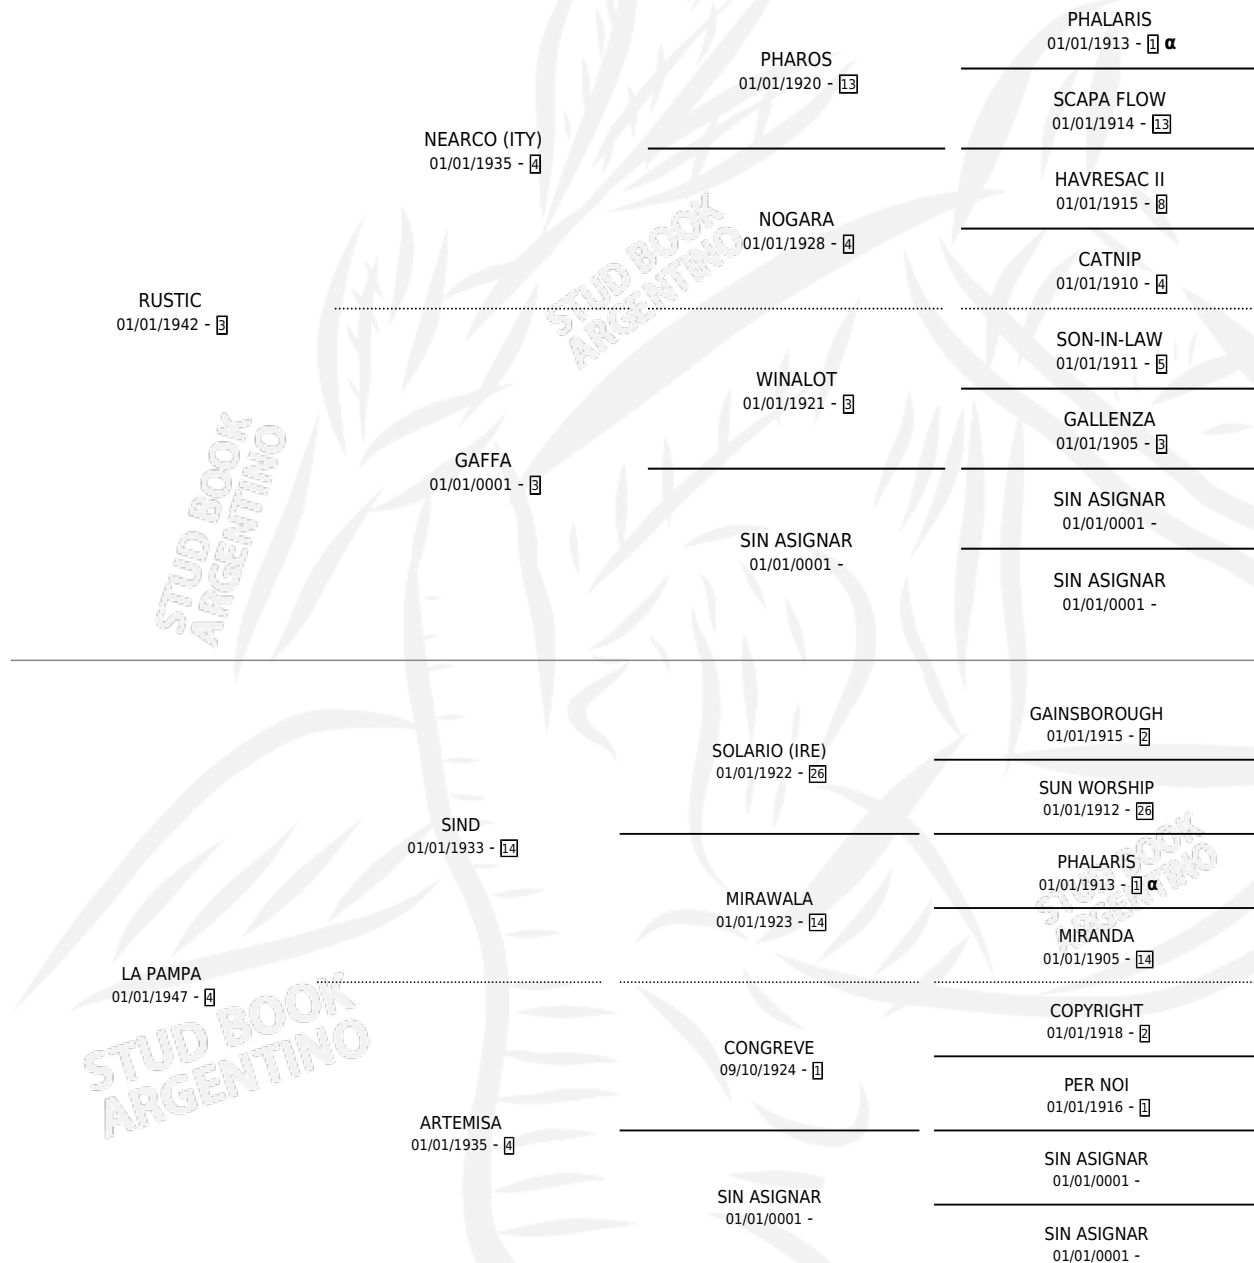 PHALARIS
01/01/1913 - 1 α
PHAROS
01/01/1920 - 13
SCAPA FLOW
01/01/1914 - 13
NEARCO (ITY)
01/01/1935 - 4
HAVRESAC II
01/01/1915 - 8
NOGARA
01/01/1928 - 4
CATNIP
01/01/1910 - 4
RUSTIC
01/01/1942 - 3
SON-IN-LAW
01/01/1911 - 5
WINALOT
01/01/1921 - 3
GALLENZA
01/01/1905 - 3
GAFFA
01/01/0001 - 3
SIN ASIGNAR
01/01/0001 -
SIN ASIGNAR
01/01/0001 -
SIN ASIGNAR
01/01/0001 -
GAINSBOROUGH
01/01/1915 - 2
SOLARIO (IRE)
01/01/1922 - 26
SUN WORSHIP
01/01/1912 - 26
SIND
01/01/1933 - 14
PHALARIS
01/01/1913 - 1 α
MIRAWALA
01/01/1923 - 14
MIRANDA
01/01/1905 - 14
LA PAMPA
01/01/1947 - 4
COPYRIGHT
01/01/1918 - 2
CONGREVE
09/10/1924 - 1
PER NOI
01/01/1916 - 1
ARTEMISA
01/01/1935 - 4
SIN ASIGNAR
01/01/0001 -
SIN ASIGNAR
01/01/0001 -
SIN ASIGNAR
01/01/0001 -
STUD BOOK
ARGENTINO
STUD BOOK
ARGENTINO
STUD BOOK
ARGENTINO
STUD BOOK
ARGENTINO